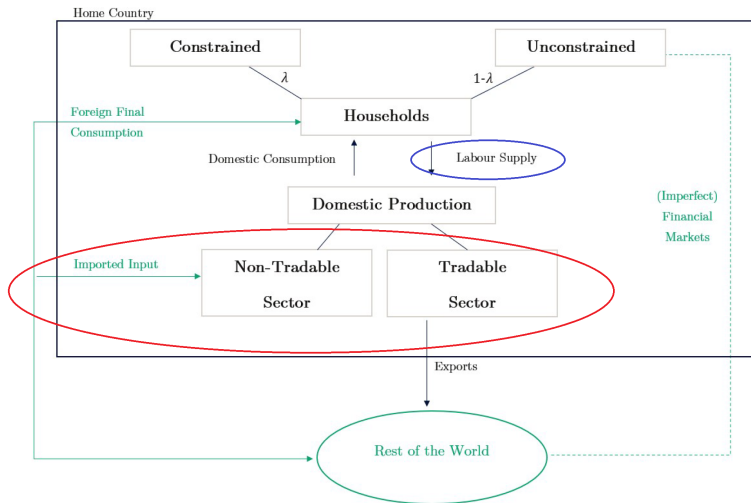 Home Country
Constrained
Unconstrained
λ
1-λ
Foreign Final
Consumption
Households
Domestic Consumption
Labour Supply
Domestic Production
(Imperfect)
Financial
Markets
Imported Input
Non-Tradable
Sector
Tradable
Sector
Exports
Rest of the World